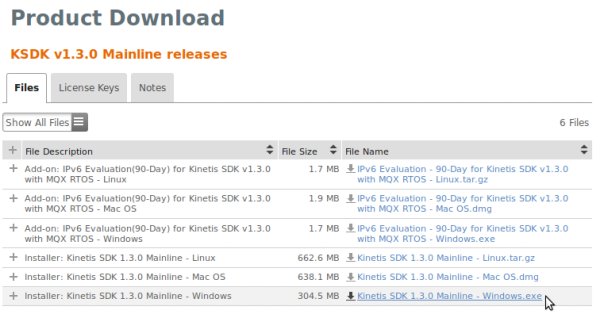 Product Download
KSDK v1.3.0 Mainline releases
Files License Keys Notes
Show All Files 6 Files
+ File Description File Size File Name
+ Add-on: IPv6 Evaluation(90-Day) for Kinetis SDK v1.3.0 1.7 MB IPv6 Evaluation - 90-Day for Kinetis SDK v1.3.0
with MQX RTOS - Linux with MQX RTOS - Linux.tar.gz
+ Add-on: IPv6 Evaluation(90-Day) for Kinetis SDK v1.3.0 1.9 MB IPv6 Evaluation - 90-Day for Kinetis SDK v1.3.0
with MQX RTOS - Mac OS with MQX RTOS - Mac OS.dmg
+ Add-on: IPv6 Evaluation(90-Day) for Kinetis SDK v1.3.0 1.7 MB IPv6 Evaluation - 90-Day for Kinetis SDK v1.3.0
with MQX RTOS - Windows with MQX RTOS - Windows.exe
+ Installer: Kinetis SDK 1.3.0 Mainline - Linux 662.6 MB Kinetis SDK 1.3.0 Mainline - Linux.tar.gz
+ Installer: Kinetis SDK 1.3.0 Mainline - Mac OS 638.1 MB Kinetis SDK 1.3.0 Mainline - Mac OS.dmg
+ Installer: Kinetis SDK 1.3.0 Mainline - Windows 304.5 MB Kinetis SDK 1.3.0 Mainline - Windows.exe